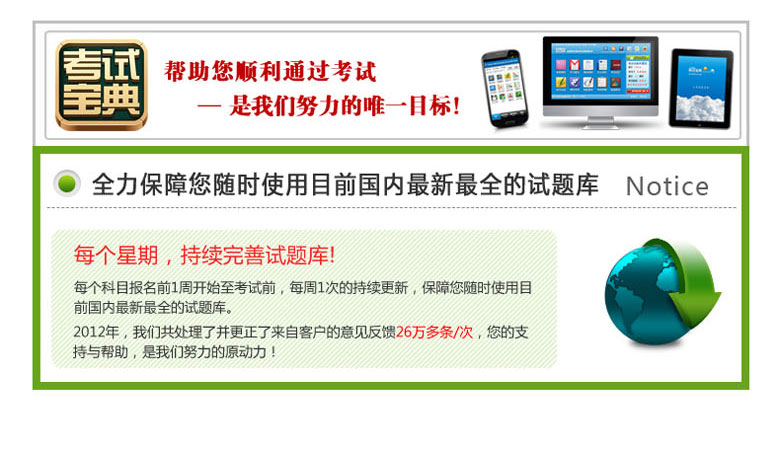 考试
宝典
帮助您顺利通过考试
— 是我们努力的唯一目标!
全力保障您随时使用目前国内最新最全的试题库 Notice
每个星期，持续完善试题库!
每个科目报名前1周开始至考试前，每周1次的持续更新，保障您随时使用目
前国内最新最全的试题库。
2012年，我们共处理了并更正了来自客户的意见反馈26万多条/次，您的支
持与帮助，是我们努力的原动力！